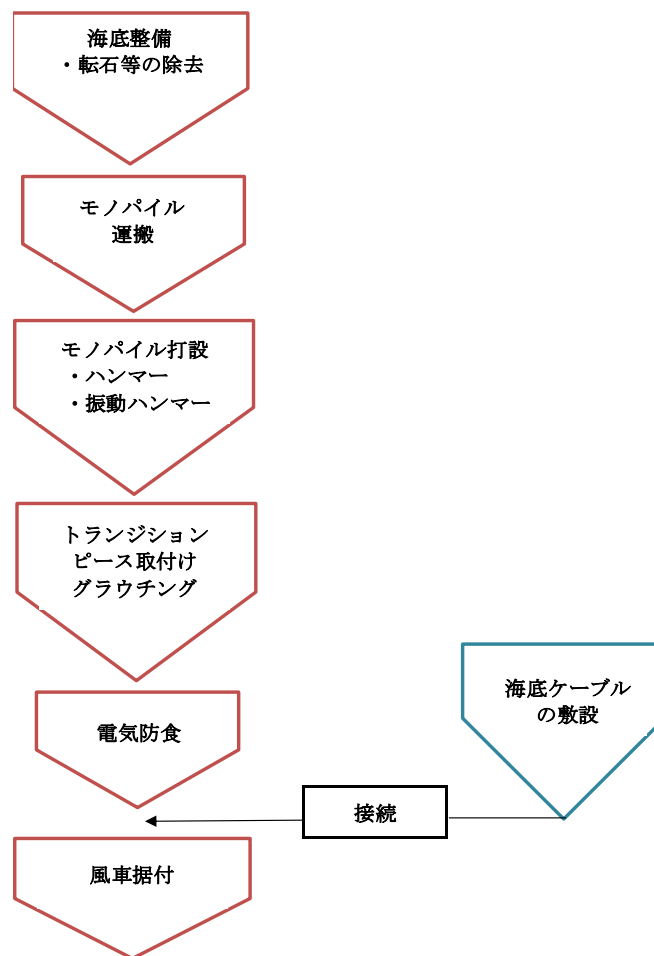 海底整備
・転石等の除去
モノパイル
運搬
モノパイル打設
・ハンマー
・振動ハンマー
トランジション
ピース取付け
グラウチング
電気防食
海底ケーブル
の敷設
接続
風車据付